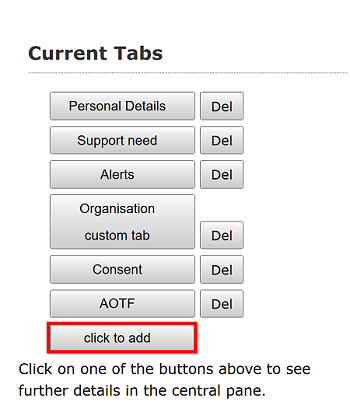 Current Tabs
Personal Details Del
Support need Del
Alerts Del
Organisation
custom tab Del
Consent Del
AOTF Del
click to add
Click on one of the buttons above to see
further details in the central pane.